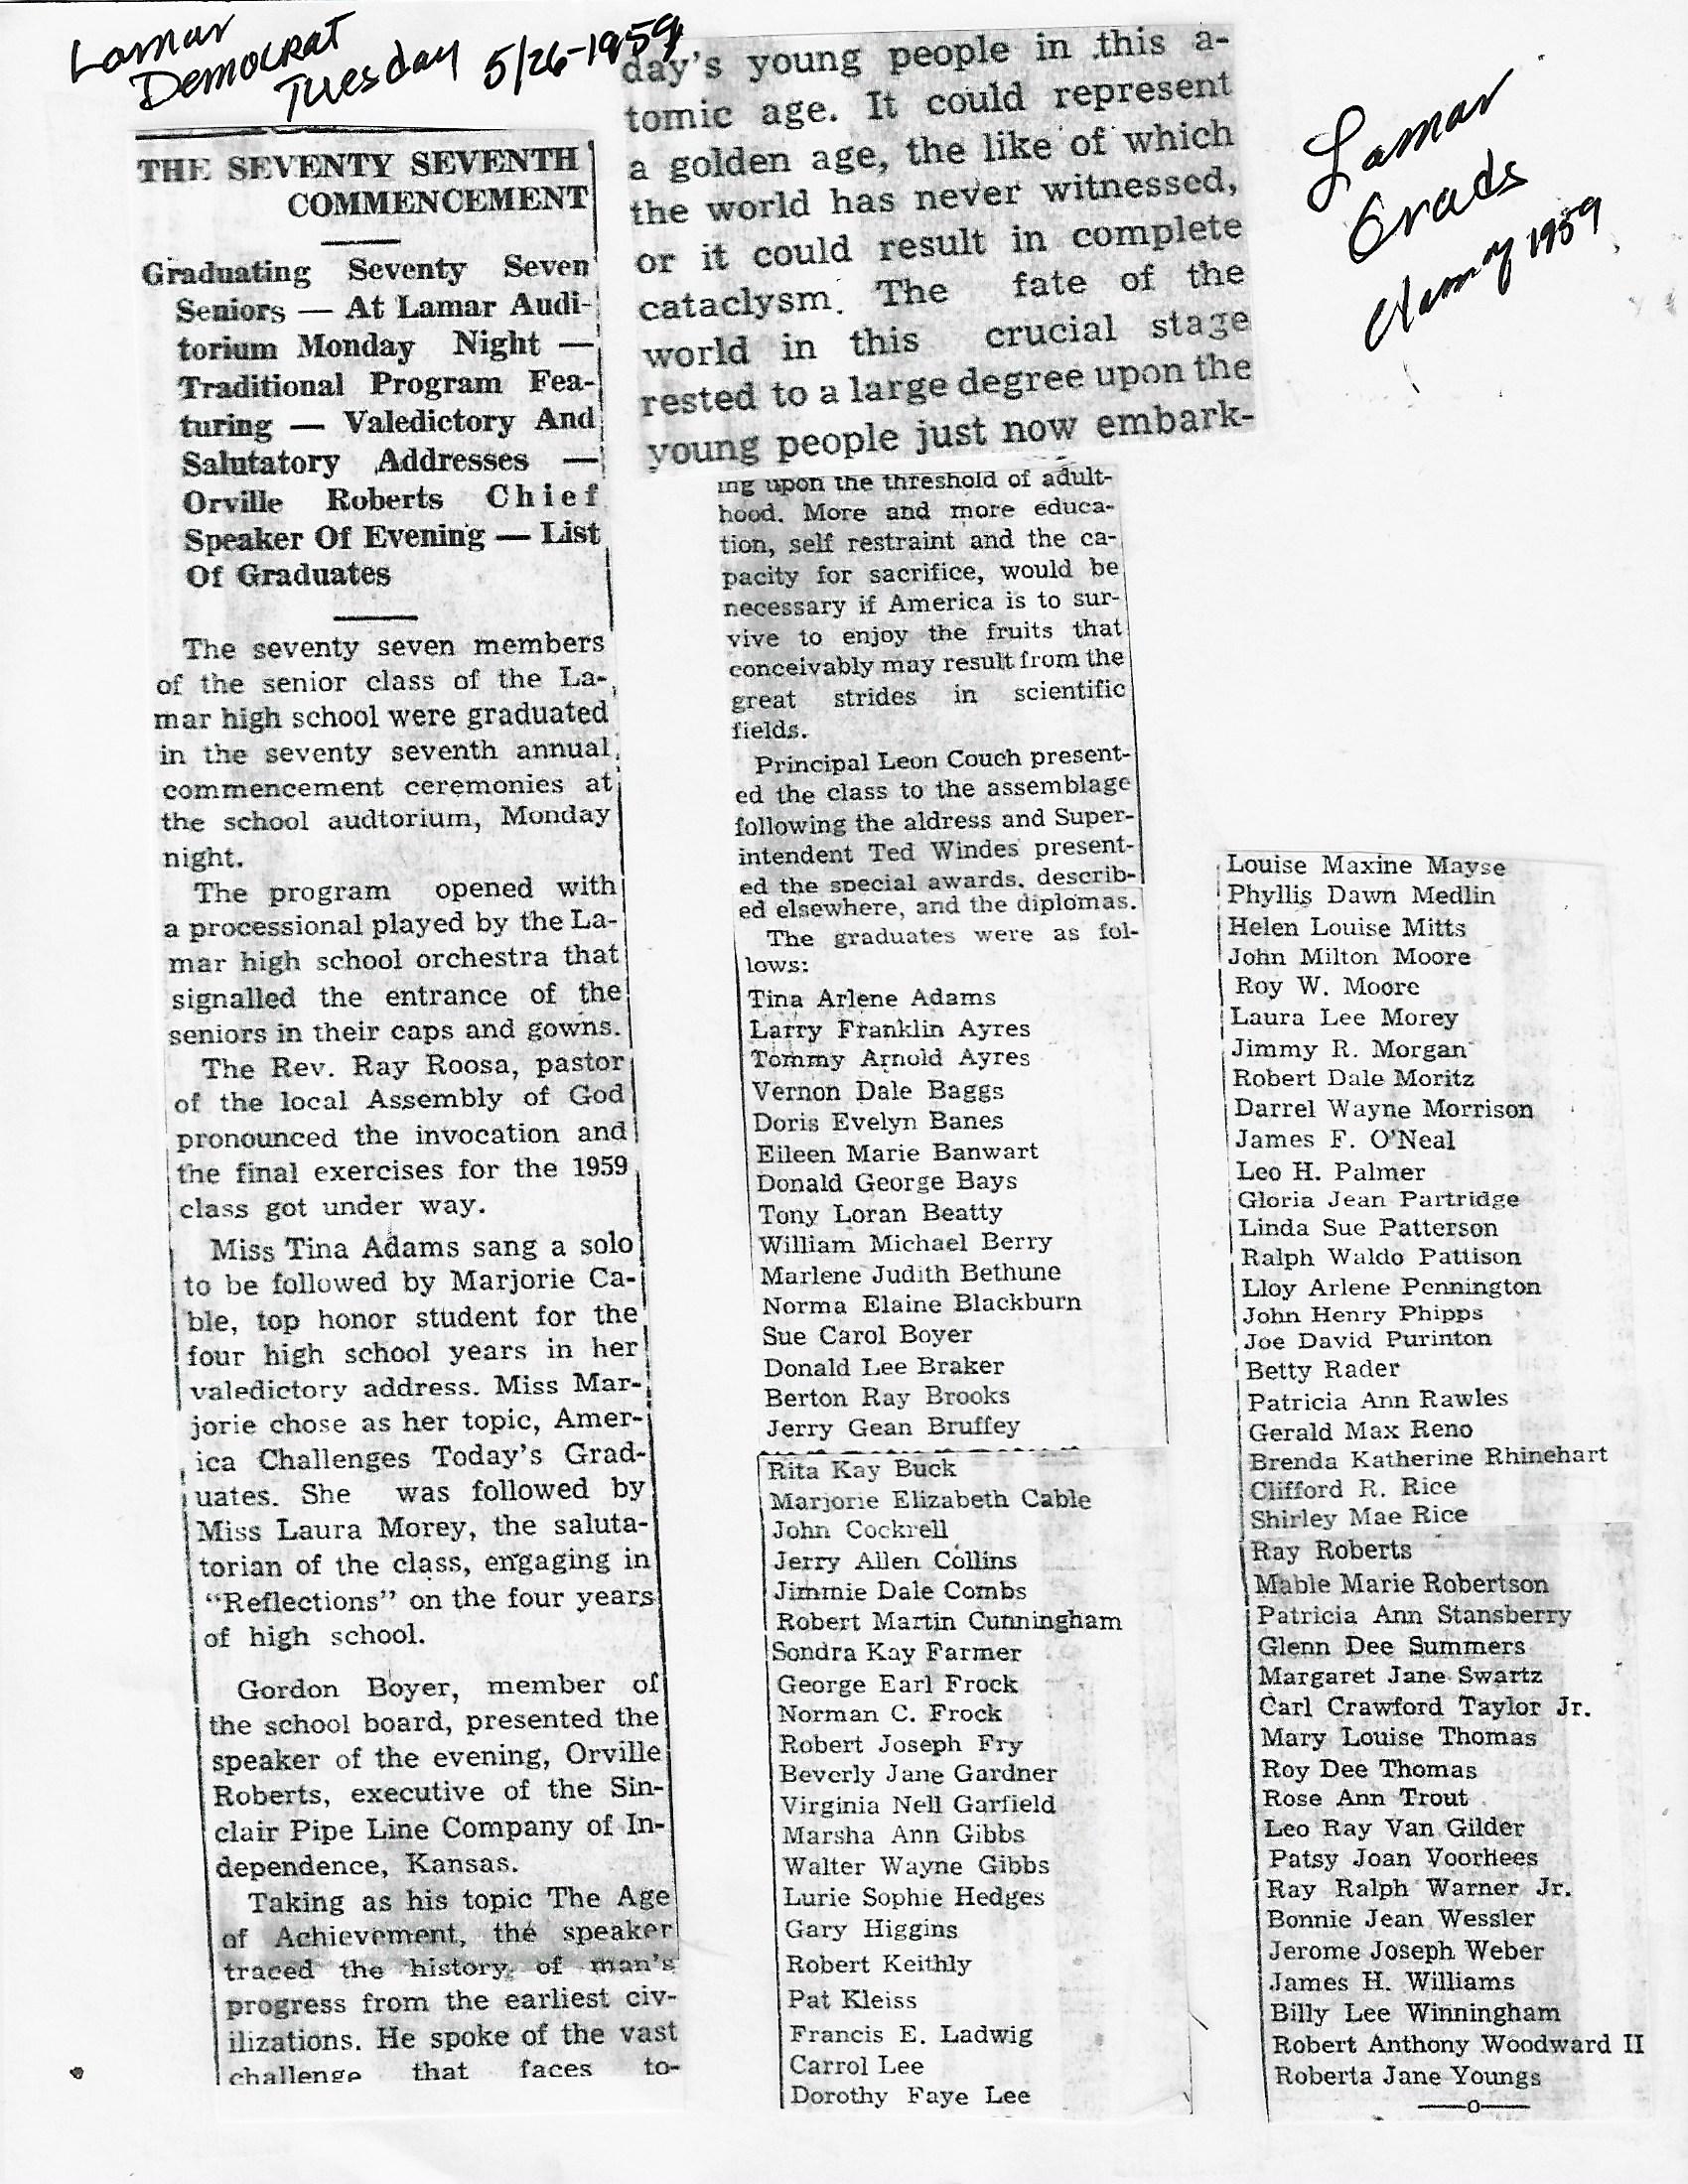 Lamar
Democrat
Tuesday 5/26-1959
THE SEVENTY SEVENTH
COMMENCEMENT
Graduating Seventy Seven
Seniors — At Lamar Audi-
torium Monday Night —
Traditional Program Fea-
turing — Valedictory And
Salutatory Addresses —
Orville Roberts Chief
Speaker Of Evening — List
Of Graduates
The seventy seven members
of the senior class of the La-
mar high school were graduated
in the seventy seventh annual
commencement ceremonies at
the school audtorium, Monday
night.
The program opened with
a processional played by the La-
mar high school orchestra that
signalled the entrance of the
seniors in their caps and gowns.
The Rev. Ray Roosa, pastor
of the local Assembly of God
pronounced the invocation and
the final exercises for the 1959
class got under way.
Miss Tina Adams sang a solo
to be followed by Marjorie Ca-
ble, top honor student for the
four high school years in her
valedictory address. Miss Mar-
jorie chose as her topic, Amer-
ica Challenges Today's Grad-
uates. She was followed by
Miss Laura Morey, the saluta-
torian of the class, engaging in
"Reflections" on the four years
of high school.
Gordon Boyer, member of
the school board, presented the
speaker of the evening, Orville
Roberts, executive of the Sin-
clair Pipe Line Company of In-
dependence, Kansas.
Taking as his topic The Age
of Achievement, the speaker
traced the history of man's
progress from the earliest civ-
ilizations. He spoke of the vast
challenge that faces to-
day's young people in this a-
tomic age. It could represent
a golden age, the like of which
the world has never witnessed,
or it could result in complete
cataclysm. The fate of the
world in this crucial stage
rested to a large degree upon the
young people just now embark-
ing upon the threshold of adult-
hood. More and more educa-
tion, self restraint and the ca-
pacity for sacrifice, would be
necessary if America is to sur-
vive to enjoy the fruits that
conceivably may result from the
great strides in scientific
fields.
Principal Leon Couch present-
ed the class to the assemblage
following the aldress and Super-
intendent Ted Windes present-
ed the special awards, describ-
ed elsewhere, and the diplomas.
The graduates were as fol-
lows:
Tina Arlene Adams
Larry Franklin Ayres
Tommy Arnold Ayres
Vernon Dale Baggs
Doris Evelyn Banes
Eileen Marie Banwart
Donald George Bays
Tony Loran Beatty
William Michael Berry
Marlene Judith Bethune
Norma Elaine Blackburn
Sue Carol Boyer
Donald Lee Braker
Berton Ray Brooks
Jerry Gean Bruffey
Rita Kay Buck
Marjorie Elizabeth Cable
John Cockrell
Jerry Allen Collins
Jimmie Dale Combs
Robert Martin Cunningham
Sondra Kay Farmer
George Earl Frock
Norman C. Frock
Robert Joseph Fry
Beverly Jane Gardner
Virginia Nell Garfield
Marsha Ann Gibbs
Walter Wayne Gibbs
Lurie Sophie Hedges
Gary Higgins
Robert Keithly
Pat Kleiss
Francis E. Ladwig
Carrol Lee
Dorothy Faye Lee
Lamar
Grads
1959
Louise Maxine Mayse
Phyllis Dawn Medlin
Helen Louise Mitts
John Milton Moore
Roy W. Moore
Laura Lee Morey
Jimmy R. Morgan
Robert Dale Moritz
Darrel Wayne Morrison
James F. O'Neal
Leo H. Palmer
Gloria Jean Partridge
Linda Sue Patterson
Ralph Waldo Pattison
Lloy Arlene Pennington
John Henry Phipps
Joe David Purinton
Betty Rader
Patricia Ann Rawles
Gerald Max Reno
Brenda Katherine Rhinehart
Clifford R. Rice
Shirley Mae Rice
Ray Roberts
Mable Marie Robertson
Patricia Ann Stansberry
Glenn Dee Summers
Margaret Jane Swartz
Carl Crawford Taylor Jr.
Mary Louise Thomas
Roy Dee Thomas
Rose Ann Trout
Leo Ray Van Gilder
Patsy Joan Voorhees
Ray Ralph Warner Jr.
Bonnie Jean Wessler
Jerome Joseph Weber
James H. Williams
Billy Lee Winningham
Robert Anthony Woodward II
Roberta Jane Youngs